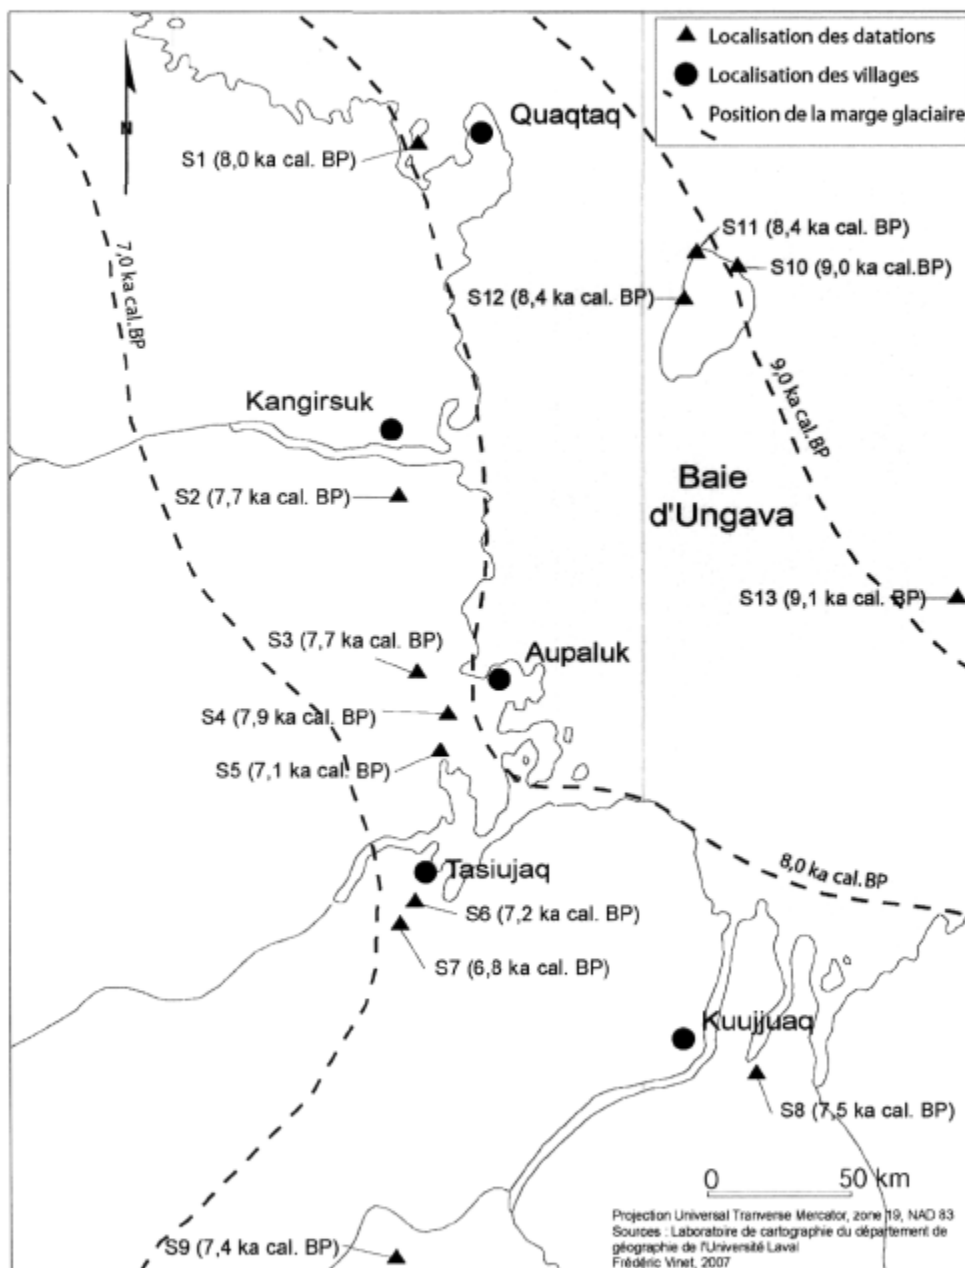 Localisation des datations
Localisation des villages
Position de la marge glaciaire
N
Quaqtaq
S1 (8,0 ka cal. BP)
S11 (8,4 ka cal. BP)
S10 (9,0 ka cal.BP)
S12 (8,4 ka cal. BP)
7,0 ka cal.BP
9,0 ka cal.BP
Kangirsuk
Baie
d'Ungava
S2 (7,7 ka cal. BP)
S13 (9,1 ka cal. BP)
S3 (7,7 ka cal. BP)
Aupaluk
S4 (7,9 ka cal. BP)
S5 (7,1 ka cal. BP)
8,0 ka cal.BP
Tasiujaq
S6 (7,2 ka cal. BP)
S7 (6,8 ka cal. BP)
Kuujjuaq
S8 (7,5 ka cal. BP)
0 50 km
Projection Universal Tranverse Mercator, zone 19, NAD 83
Sources : Laboratoire de cartographie du département de
géographie de l'Université Laval
Frédéric Vinet, 2007
S9 (7,4 ka cal. BP)